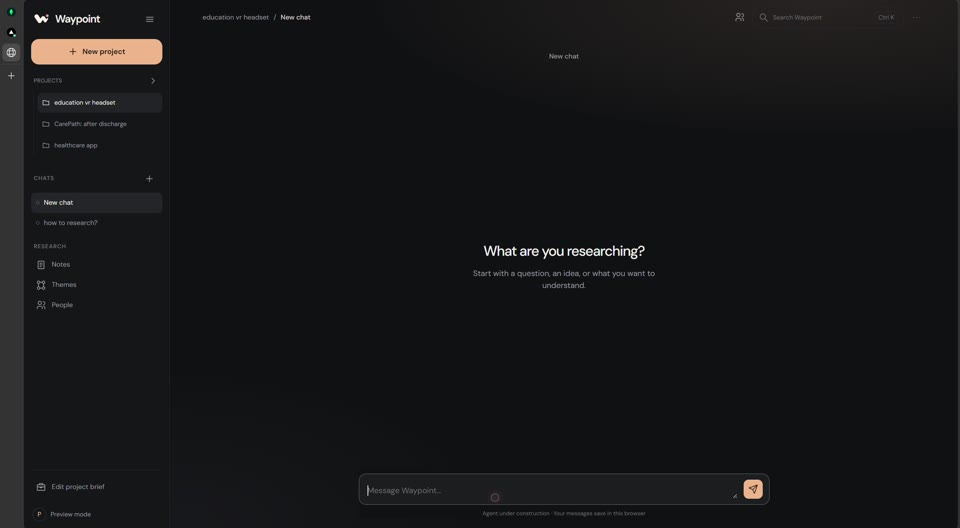 Waypoint
education vr headset / New chat
Search Waypoint
Ctrl K
New chat
+ New project
PROJECTS
education vr headset
CarePath: after discharge
healthcare app
CHATS
New chat
how to research?
RESEARCH
Notes
Themes
People
What are you researching?
Start with a question, an idea, or what you want to
understand.
Edit project brief
P Preview mode
Message Waypoint...
Agent under construction · Your messages save in this browser